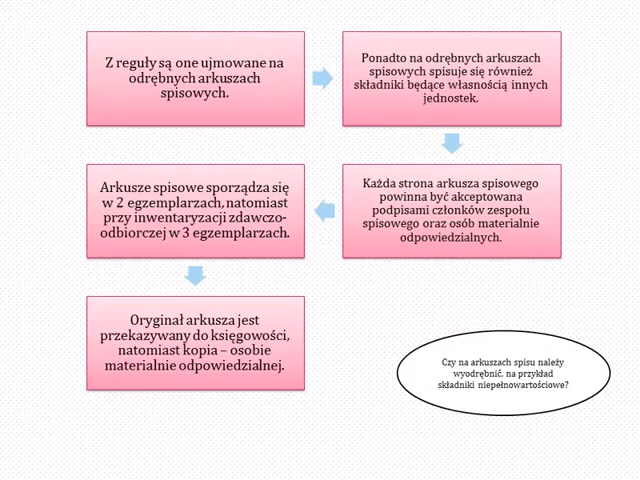 Z reguły są one ujmowane na
odrębnych arkuszach
spisowych.
Ponadto na odrębnych arkuszach
spisowych spisuje się również
składniki będące własnością innych
jednostek.
Każda strona arkusza spisowego
powinna być akceptowana
podpisami członków zespołu
spisowego oraz osób materialnie
odpowiedzialnych.
Arkusze spisowe sporządza się
w 2 egzemplarzach, natomiast
przy inwentaryzacji zdawczo-
odbiorczej w 3 egzemplarzach.
Oryginał arkusza jest
przekazywany do księgowości,
natomiast kopia – osobie
materialnie odpowiedzialnej.
Czy na arkuszach spisu należy
wyodrębnić, na przykład
składniki niepełnowartościowe?